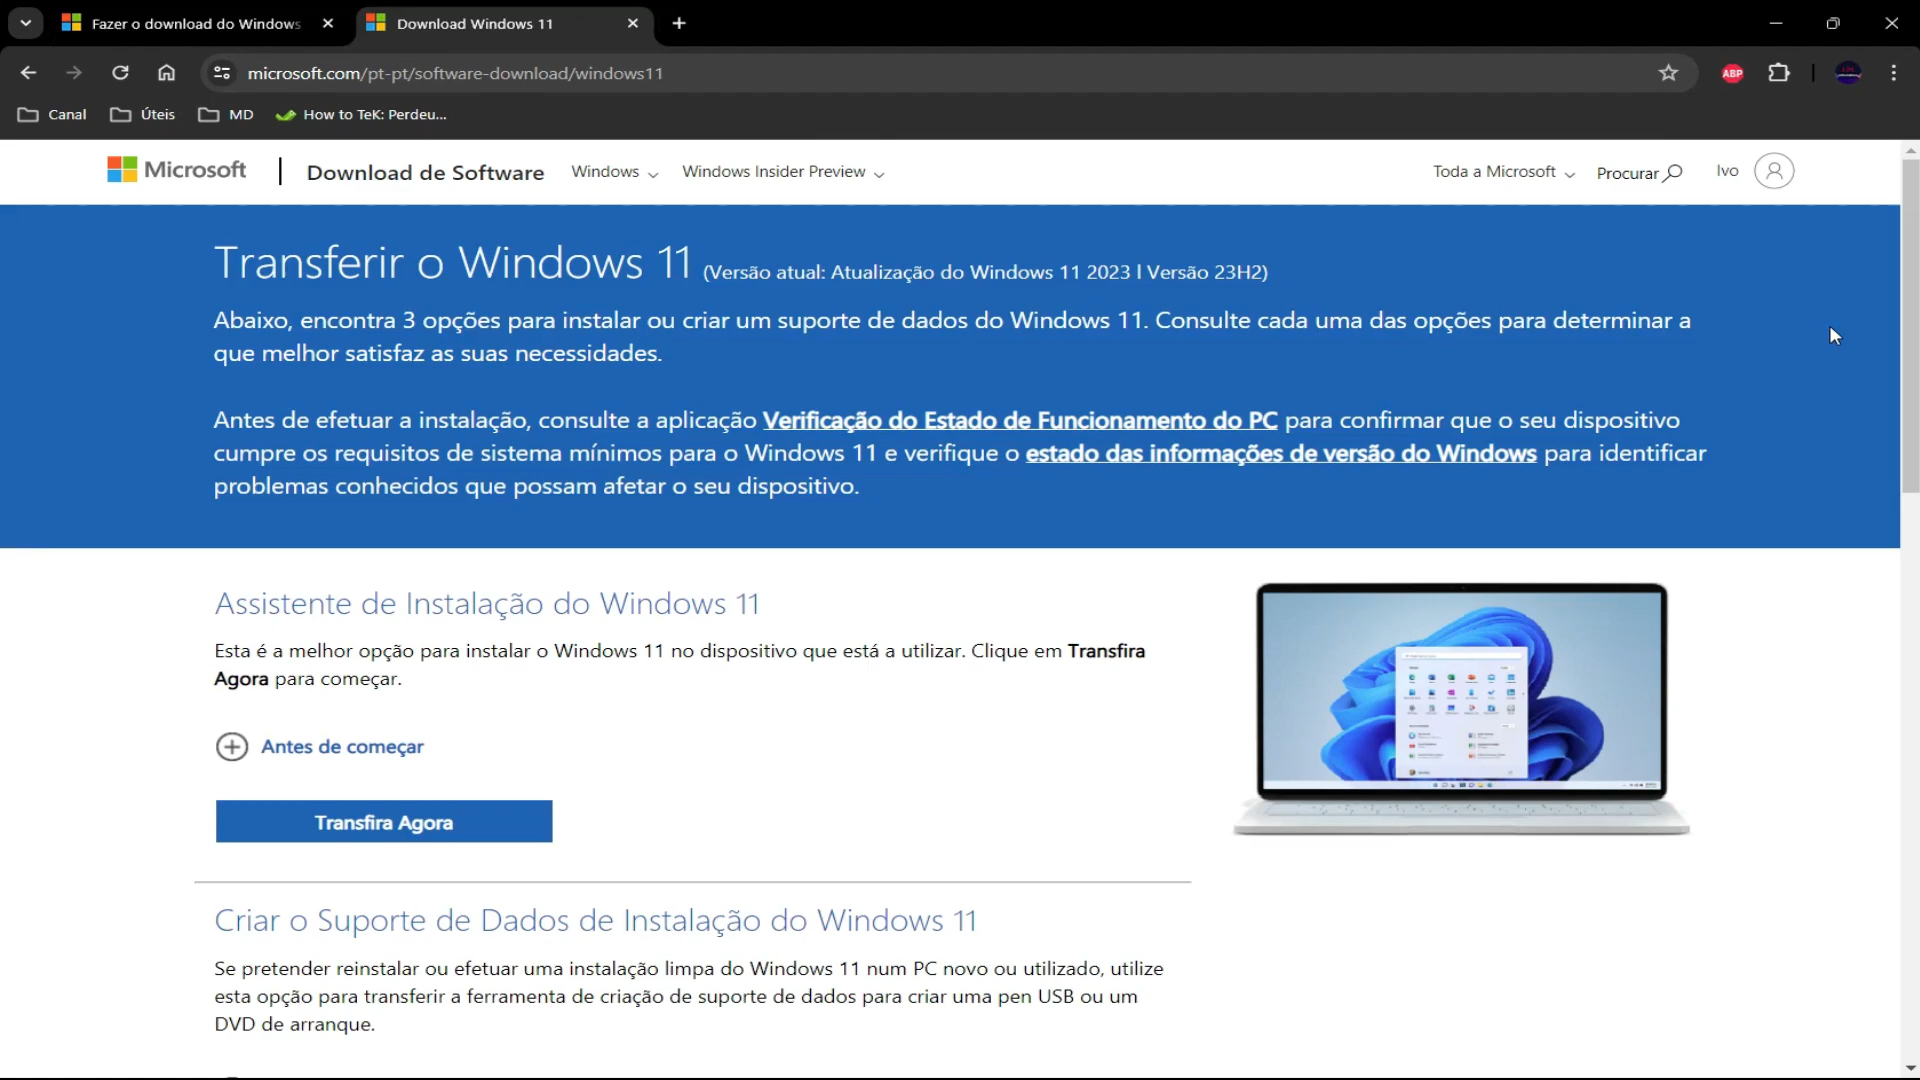 Fazer o download do Windows
Download Windows 11
microsoft.com/pt-pt/software-download/windows11
ABP
Canal
Úteis
MD
How to TeK: Perdeu...
Microsoft
Download de Software
Windows
Windows Insider Preview
Toda a Microsoft
Procurar
Ivo
Transferir o Windows 11 (Versão atual: Atualização do Windows 11 2023 l Versão 23H2)
Abaixo, encontra 3 opções para instalar ou criar um suporte de dados do Windows 11. Consulte cada uma das opções para determinar a
que melhor satisfaz as suas necessidades.
Antes de efetuar a instalação, consulte a aplicação Verificação do Estado de Funcionamento do PC para confirmar que o seu dispositivo
cumpre os requisitos de sistema mínimos para o Windows 11 e verifique o estado das informações de versão do Windows para identificar
problemas conhecidos que possam afetar o seu dispositivo.
Assistente de Instalação do Windows 11
Esta é a melhor opção para instalar o Windows 11 no dispositivo que está a utilizar. Clique em Transfira
Agora para começar.
Antes de começar
Transfira Agora
Criar o Suporte de Dados de Instalação do Windows 11
Se pretender reinstalar ou efetuar uma instalação limpa do Windows 11 num PC novo ou utilizado, utilize
esta opção para transferir a ferramenta de criação de suporte de dados para criar uma pen USB ou um
DVD de arranque.